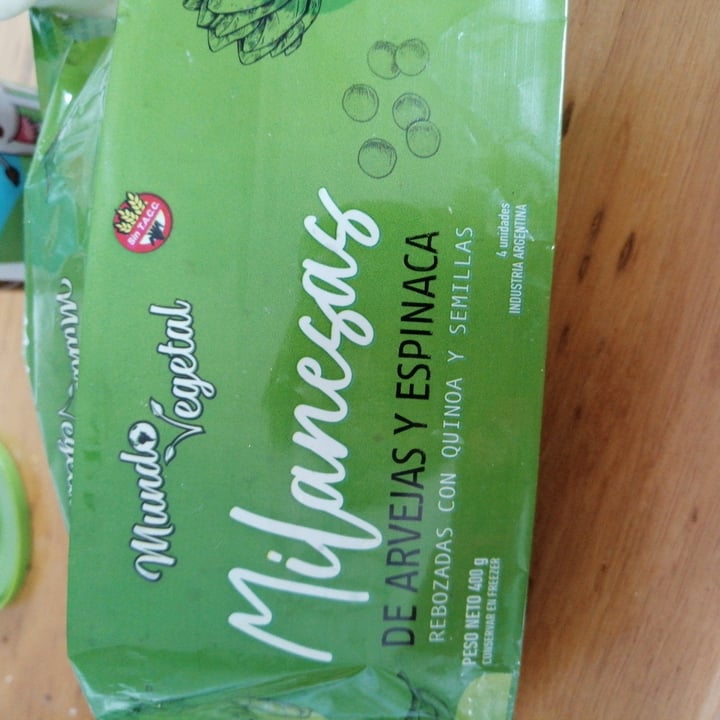 Mundo
Vegetal
Sin T.A.C.C.
Milanesas
DE ARVEJAS Y ESPINACA
REBOZADAS CON QUINOA Y SEMILLAS
PESO NETO 400 g
CONSERVAR EN FREEZER
4 unidades
INDUSTRIA ARGENTINA